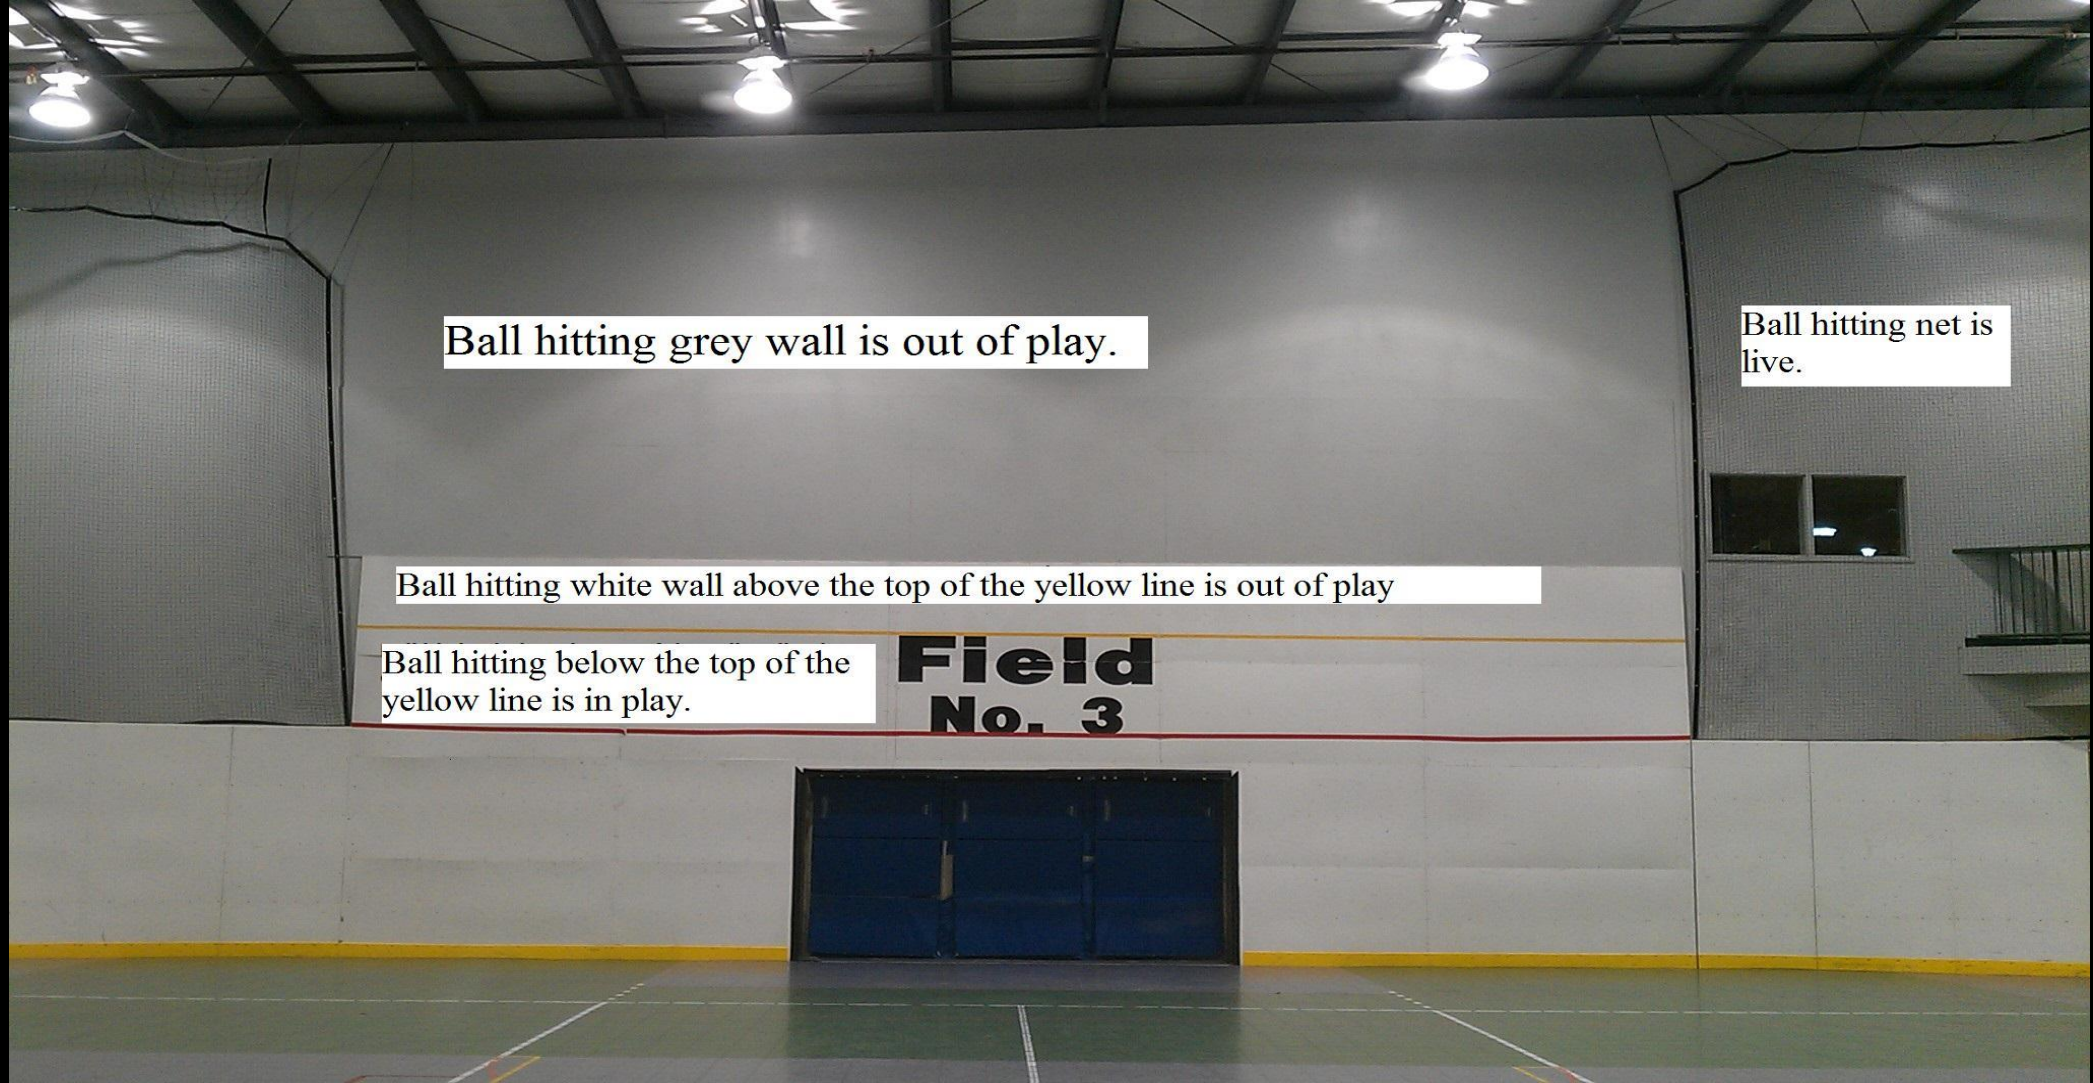 Ball hitting grey wall is out of play.
Ball hitting net is
live.
Ball hitting white wall above the top of the yellow line is out of play
Ball hitting below the top of the
yellow line is in play.
Field
No. 3